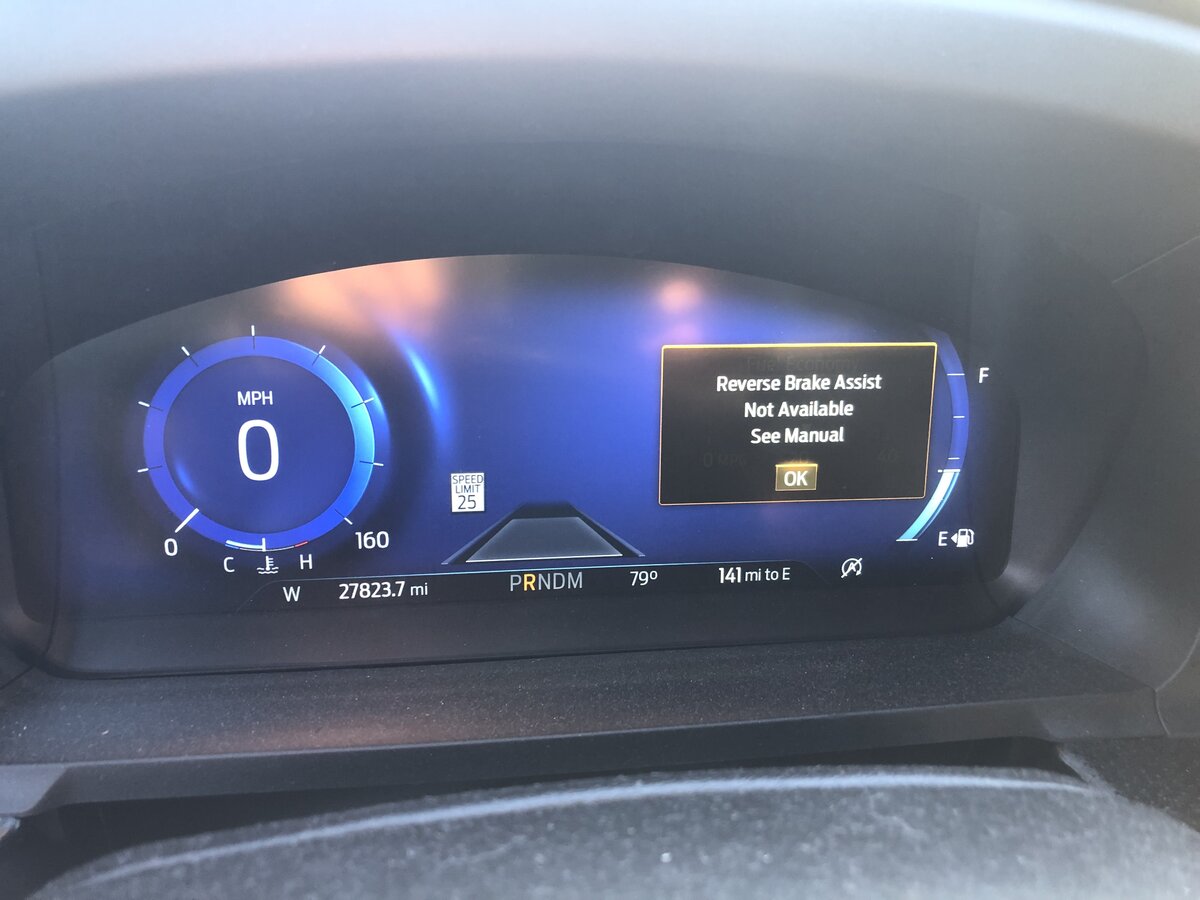 MPH
0
0
160
C
H
SPEED
LIMIT
25
Reverse Brake Assist
Not Available
See Manual
OK
F
E
W
27823.7 mi
PRNDM
79º
141 mi to E